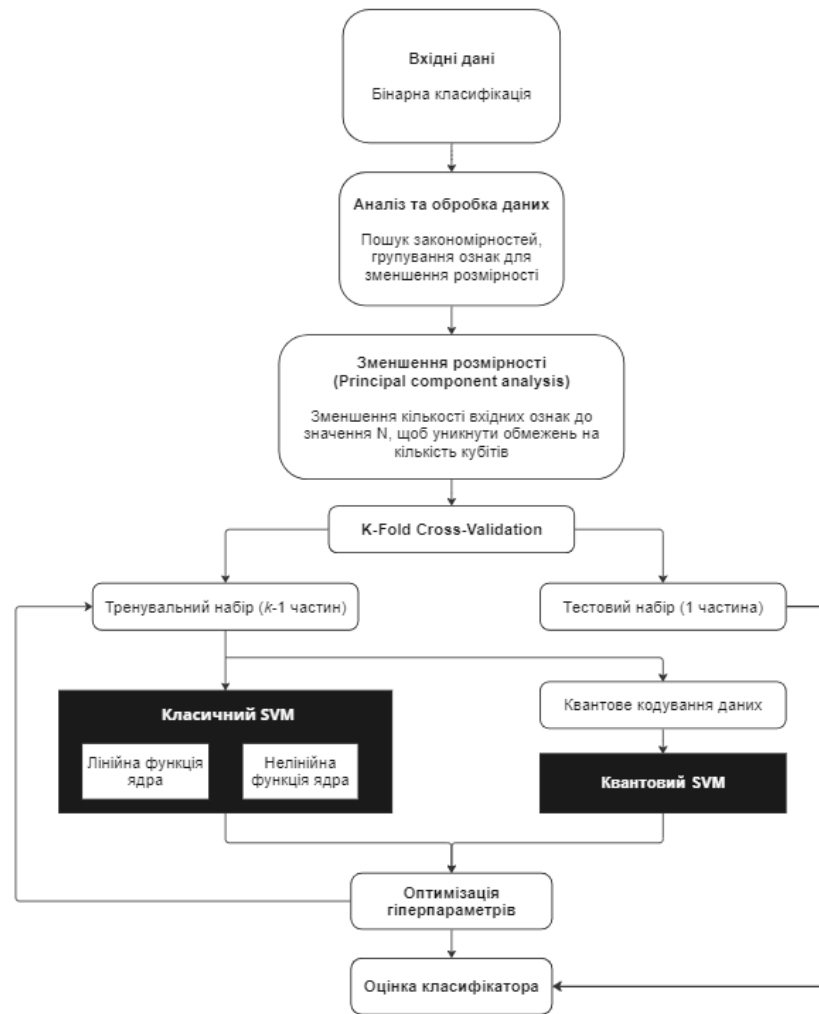 Вхідні дані
Бінарна класифікація
Аналіз та обробка даних
Пошук закономірностей,
групування ознак для
зменшення розмірності
Зменшення розмірності
(Principal component analysis)
Зменшення кількості вхідних ознак до
значення N, щоб уникнути обмежень на
кількість кубітів
K-Fold Cross-Validation
Тренувальний набір (k-1 частин)
Тестовий набір (1 частина)
Класичний SVM
Лінійна функція
ядра
Нелінійна
функція ядра
Квантове кодування даних
Квантовий SVM
Оптимізація
гіперпараметрів
Оцінка класифікатора